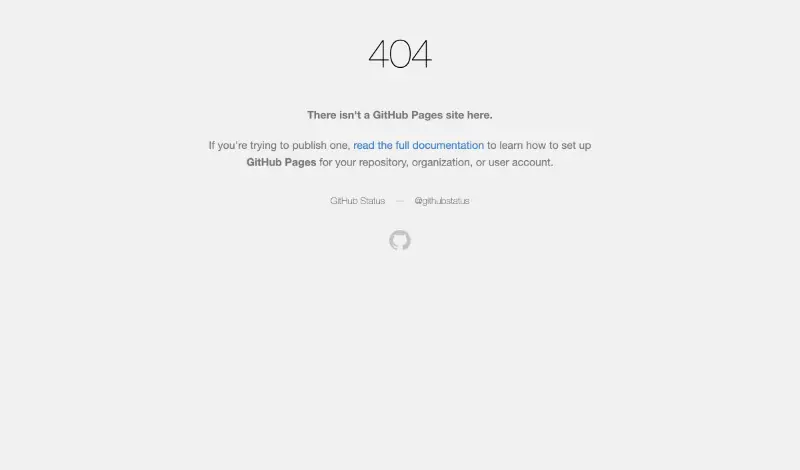 404
There isn't a GitHub Pages site here.
If you're trying to publish one, read the full documentation to learn how to set up
GitHub Pages for your repository, organization, or user account.
GitHub Status — @githubstatus